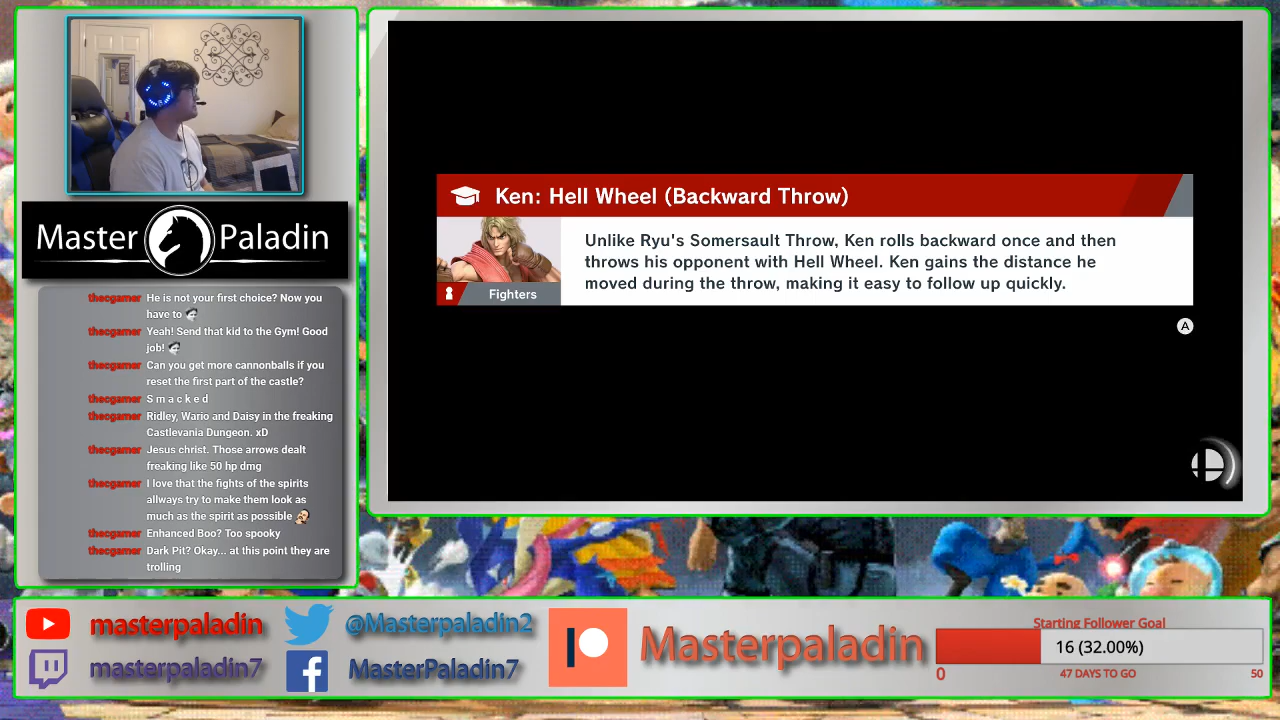 Master Paladin
thecgamer He is not your first choice? Now you
have to
thecgamer Yeah! Send that kid to the Gym! Good
job!
thecgamer Can you get more cannonballs if you
reset the first part of the castle?
thecgamer S m a c k e d
thecgamer Ridley, Wario and Daisy in the freaking
Castlevania Dungeon. xD
thecgamer Jesus christ. Those arrows dealt
freaking like 50 hp dmg
thecgamer I love that the fights of the spirits
allways try to make them look as
much as the spirit as possible
thecgamer Enhanced Boo? Too spooky
thecgamer Dark Pit? Okay... at this point they are
trolling
Ken: Hell Wheel (Backward Throw)
Unlike Ryu's Somersault Throw, Ken rolls backward once and then
throws his opponent with Hell Wheel. Ken gains the distance he
moved during the throw, making it easy to follow up quickly.
Fighters
A
masterpaladin
@Masterpaladin2
masterpaladin7
MasterPaladin7
Masterpaladin
Starting Follower Goal
16 (32.00%)
0 47 DAYS TO GO 50